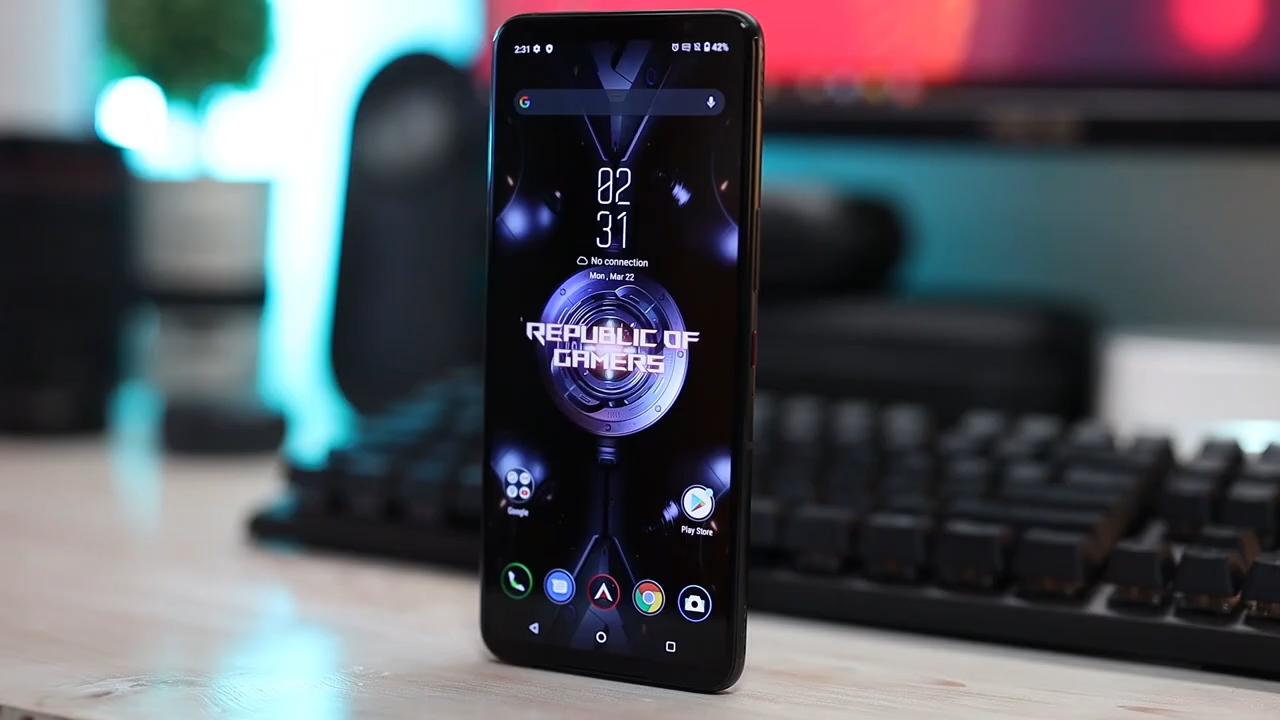 2:31 42%
02
31
No connection
Mon, Mar 22
REPUBLIC OF
GAMERS
Google
Play Store